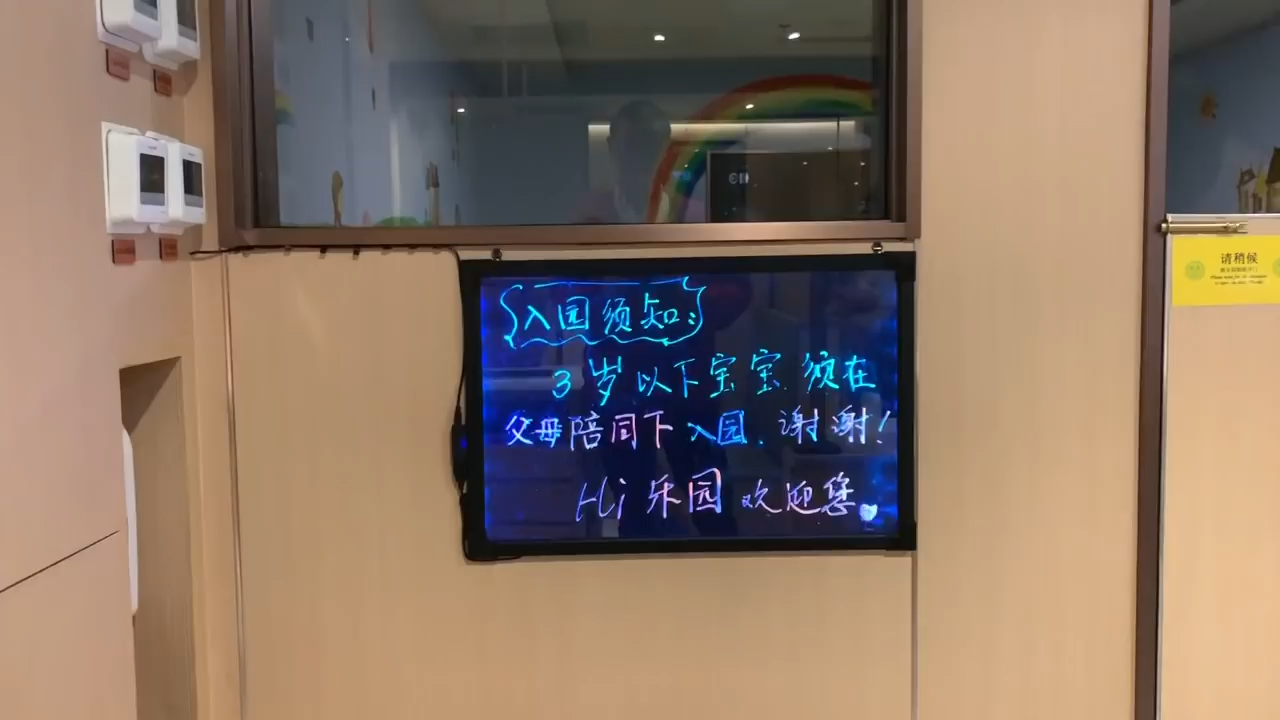 入园须知:
3岁以下宝宝须在
父母陪同下入园.谢谢!
Hi 乐园 欢迎您
请稍候